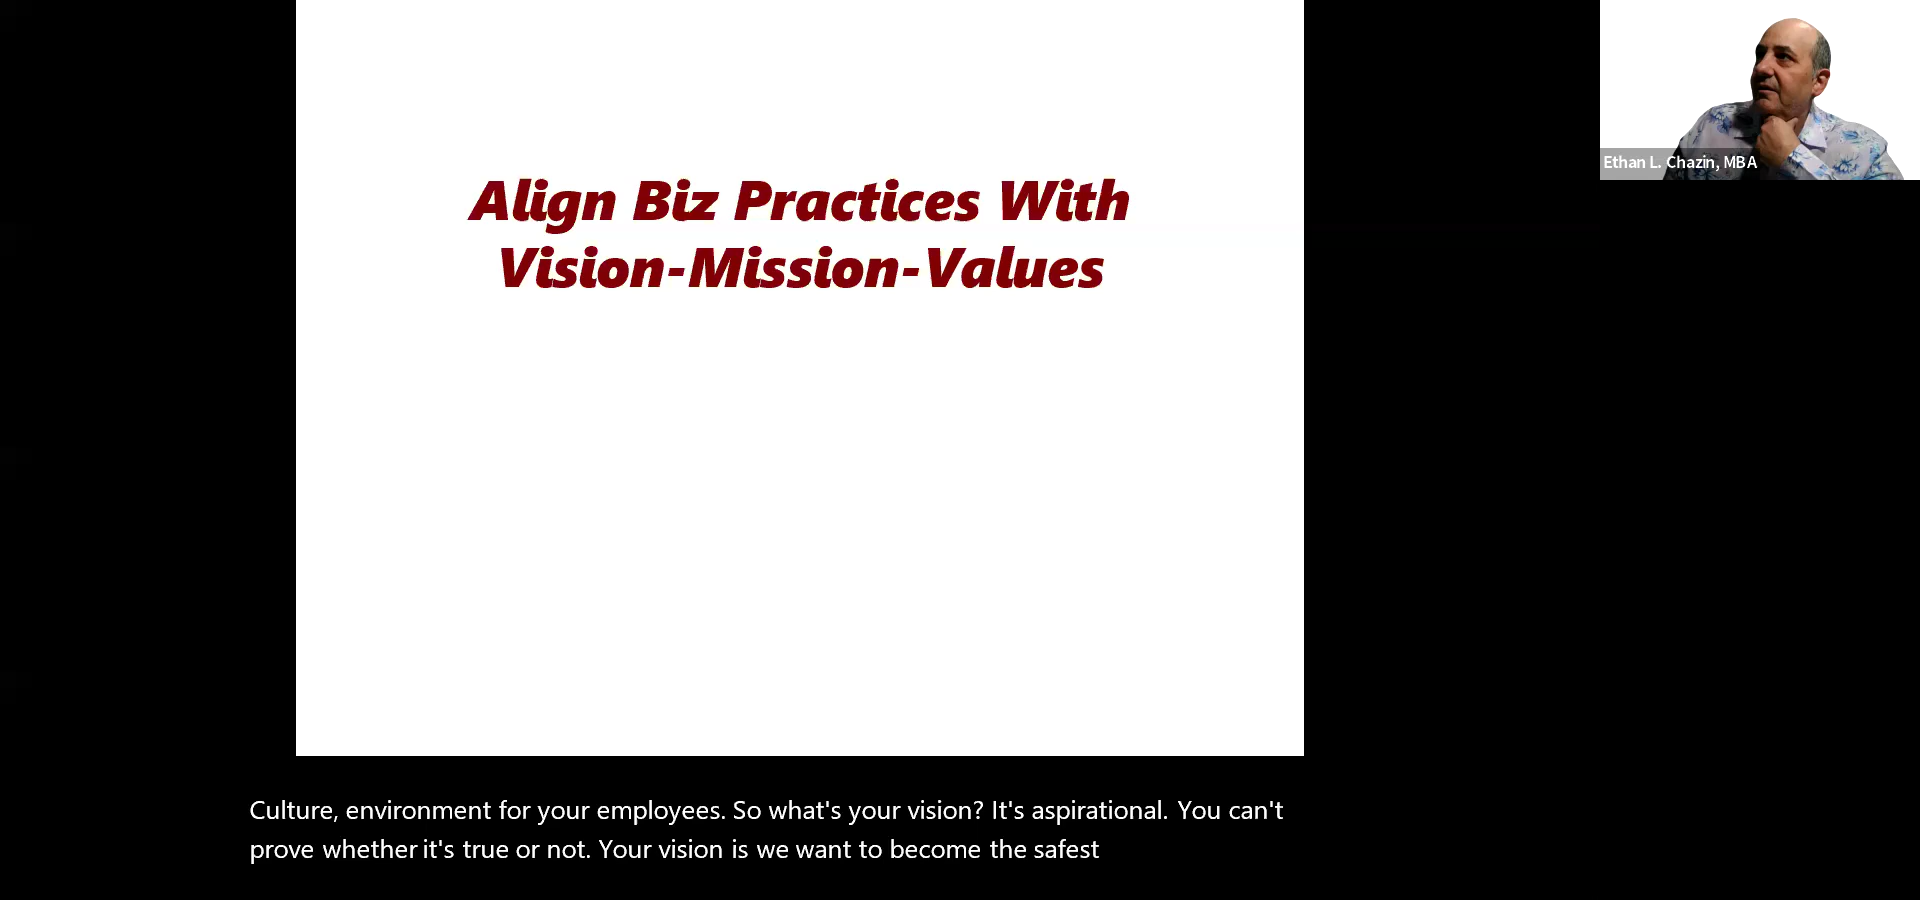 Align Biz Practices With
Vision-Mission-Values
Ethan L. Chazin, MBA
Culture, environment for your employees. So what's your vision? It's aspirational. You can't
prove whether it's true or not. Your vision is we want to become the safest